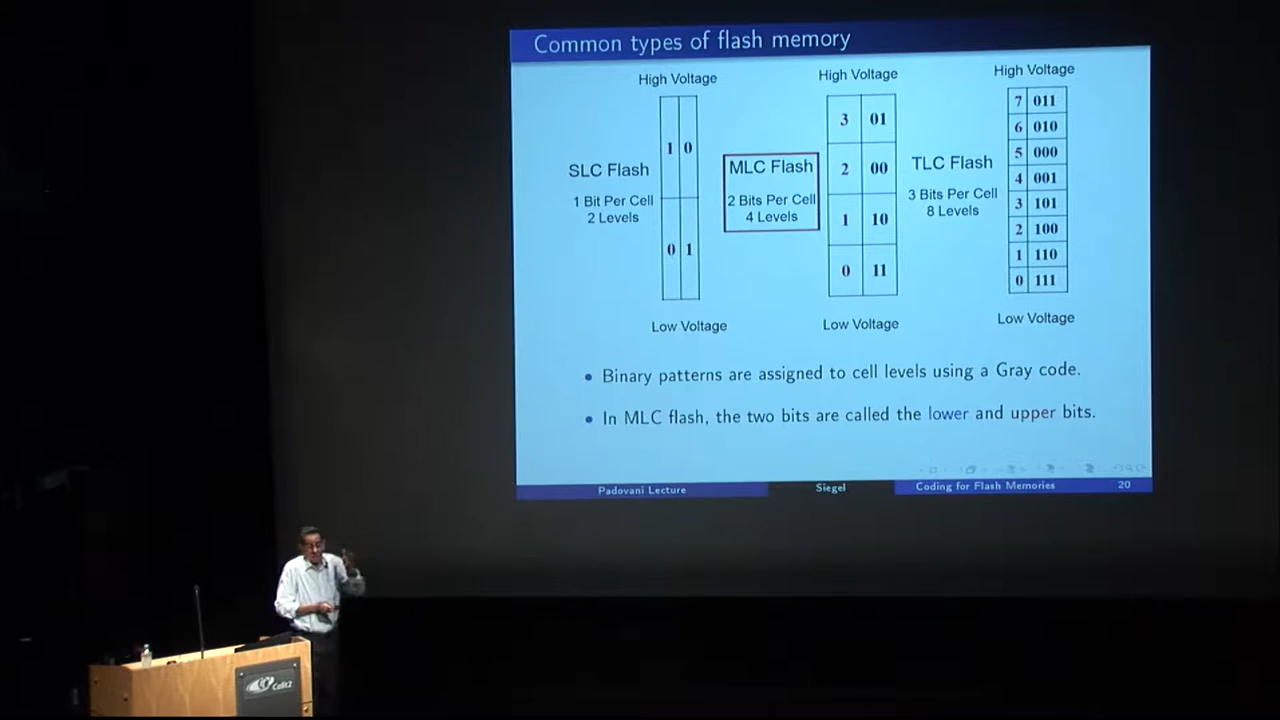 Common types of flash memory
High Voltage
SLC Flash
1 Bit Per Cell
2 Levels
1 0
0 1
Low Voltage
MLC Flash
2 Bits Per Cell
4 Levels
High Voltage
3 01
2 00
1 10
0 11
Low Voltage
TLC Flash
3 Bits Per Cell
8 Levels
High Voltage
7 011
6 010
5 000
4 001
3 101
2 100
1 110
0 111
Low Voltage
• Binary patterns are assigned to cell levels using a Gray code.
• In MLC flash, the two bits are called the lower and upper bits.
Padovani Lecture Siegel Coding for Flash Memories 20
Calit2